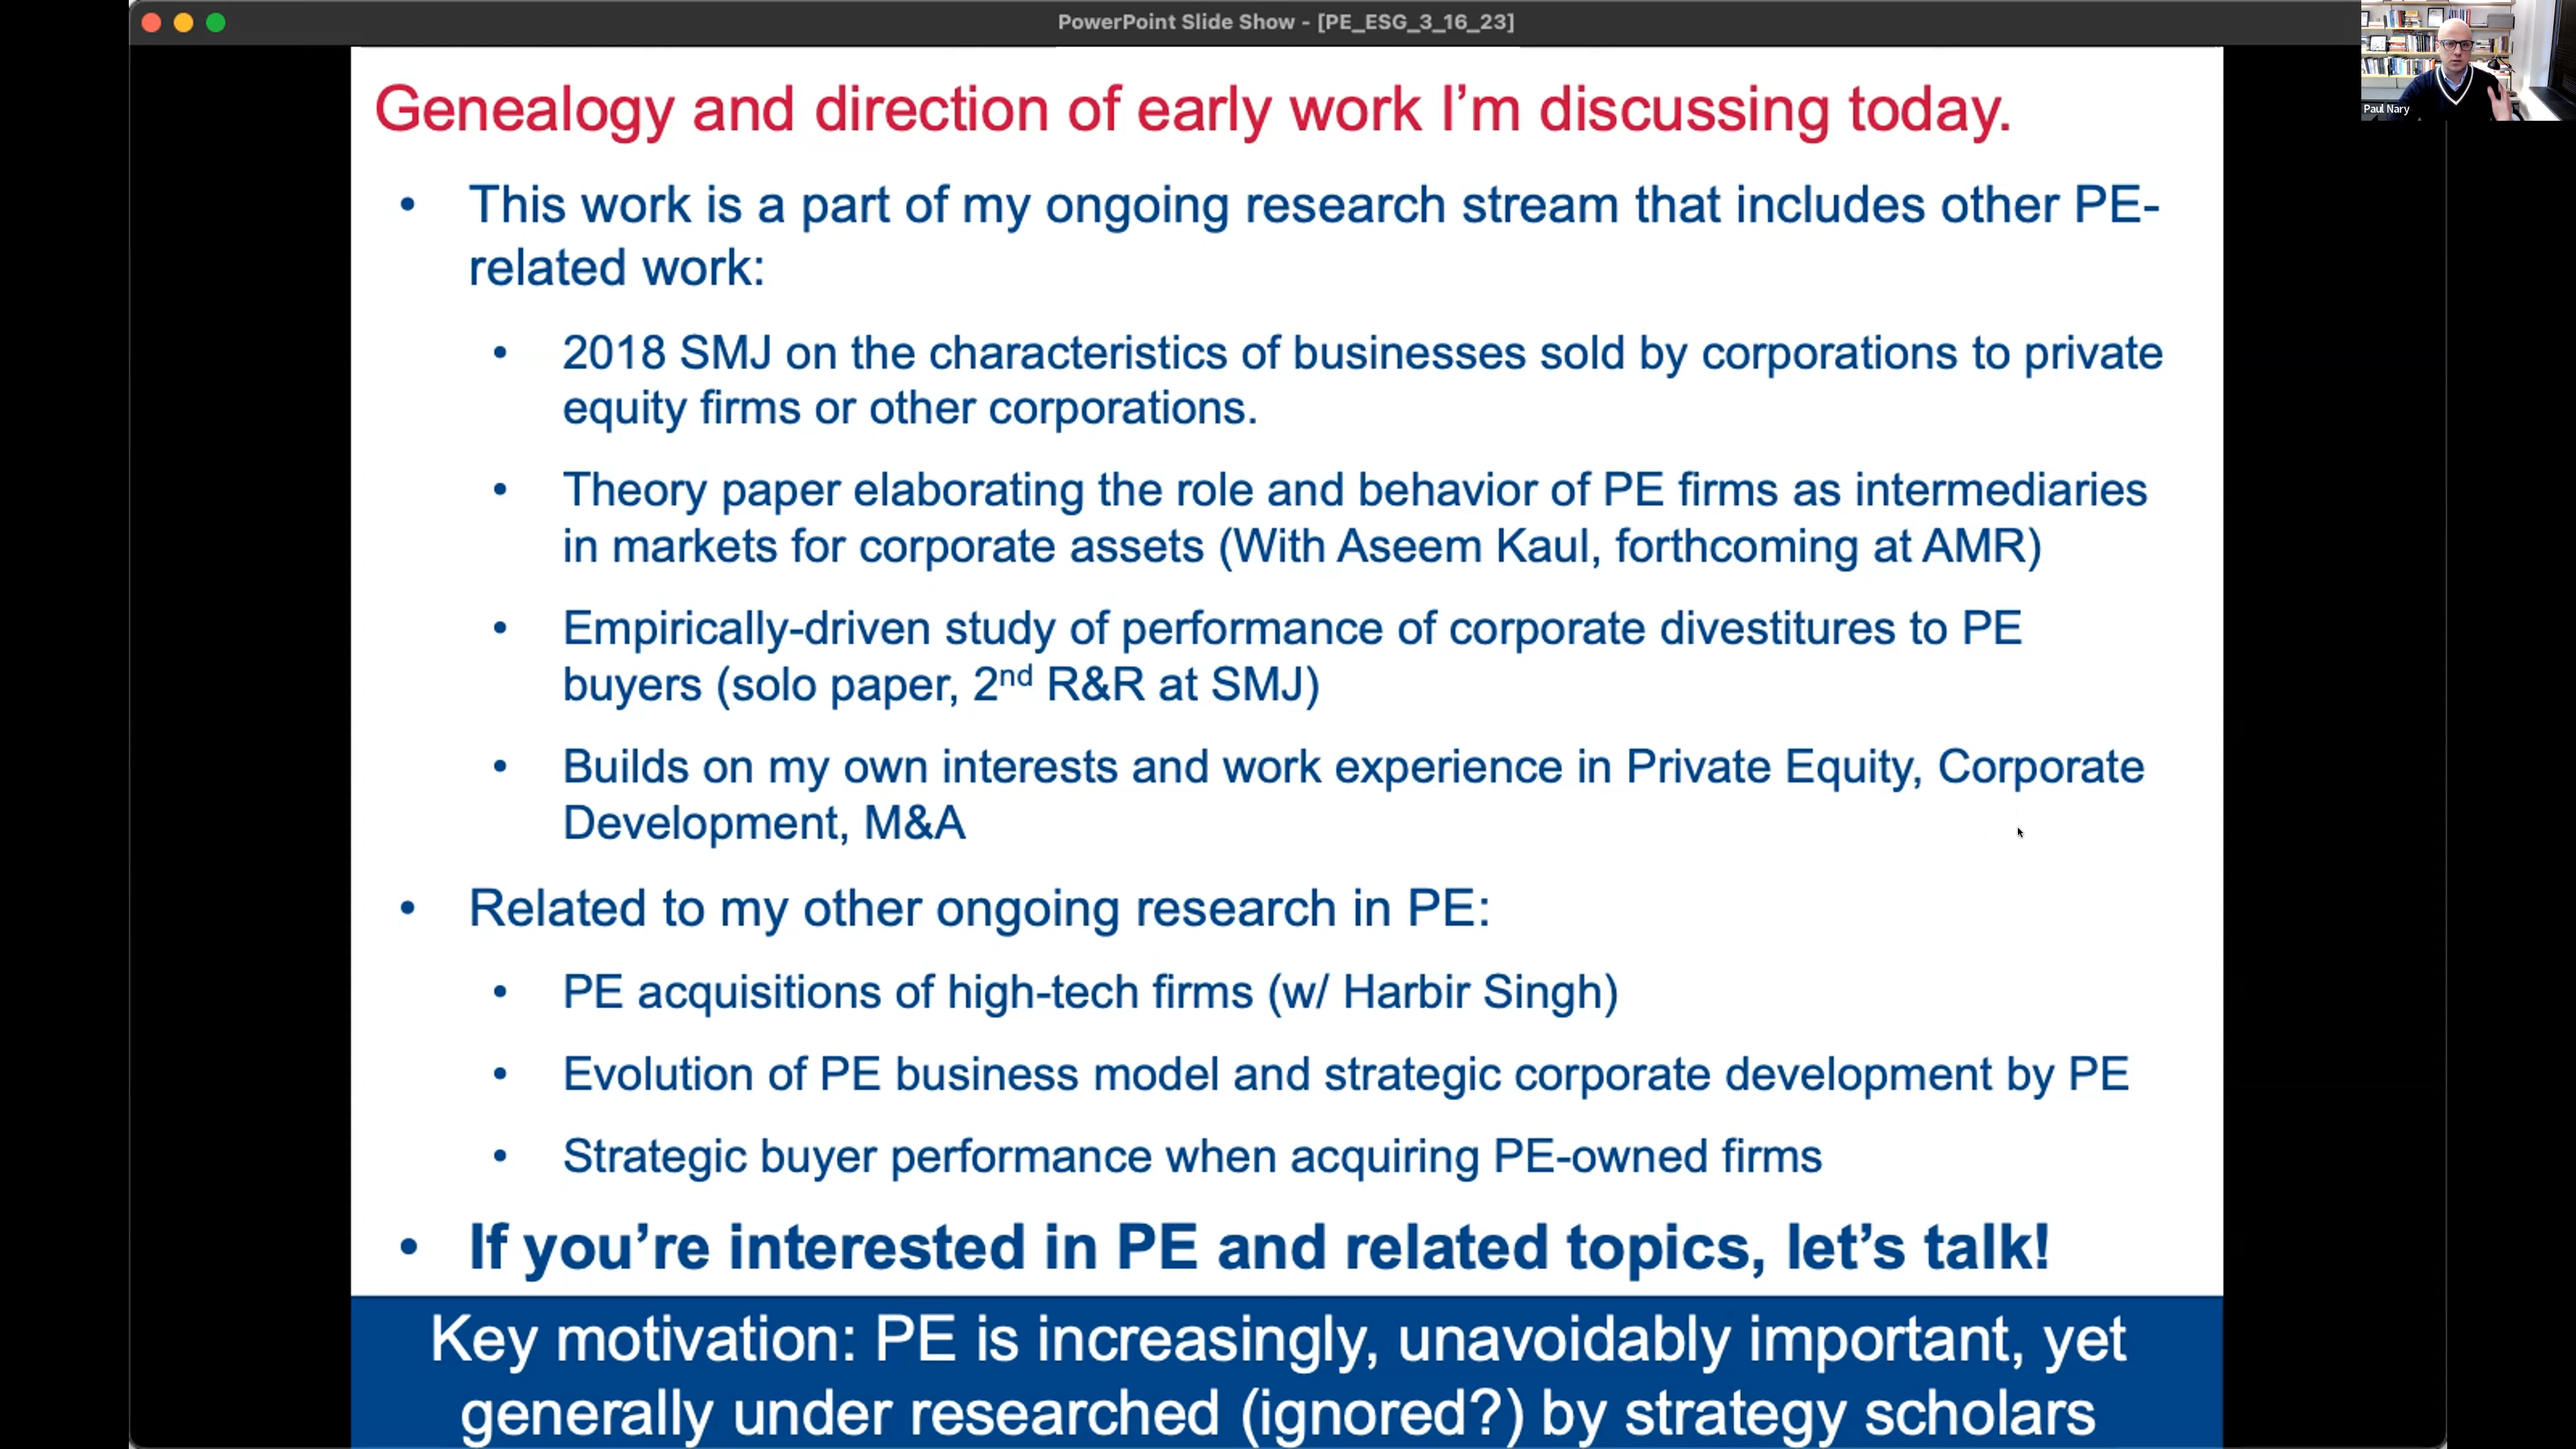 PowerPoint Slide Show - [PE_ESG_3_16_23]
Paul Nary
Genealogy and direction of early work I'm discussing today.
• This work is a part of my ongoing research stream that includes other PE-
related work:
• 2018 SMJ on the characteristics of businesses sold by corporations to private
equity firms or other corporations.
• Theory paper elaborating the role and behavior of PE firms as intermediaries
in markets for corporate assets (With Aseem Kaul, forthcoming at AMR)
• Empirically-driven study of performance of corporate divestitures to PE
buyers (solo paper, 2nd R&R at SMJ)
• Builds on my own interests and work experience in Private Equity, Corporate
Development, M&A
• Related to my other ongoing research in PE:
• PE acquisitions of high-tech firms (w/ Harbir Singh)
• Evolution of PE business model and strategic corporate development by PE
• Strategic buyer performance when acquiring PE-owned firms
• If you're interested in PE and related topics, let's talk!
Key motivation: PE is increasingly, unavoidably important, yet
generally under researched (ignored?) by strategy scholars